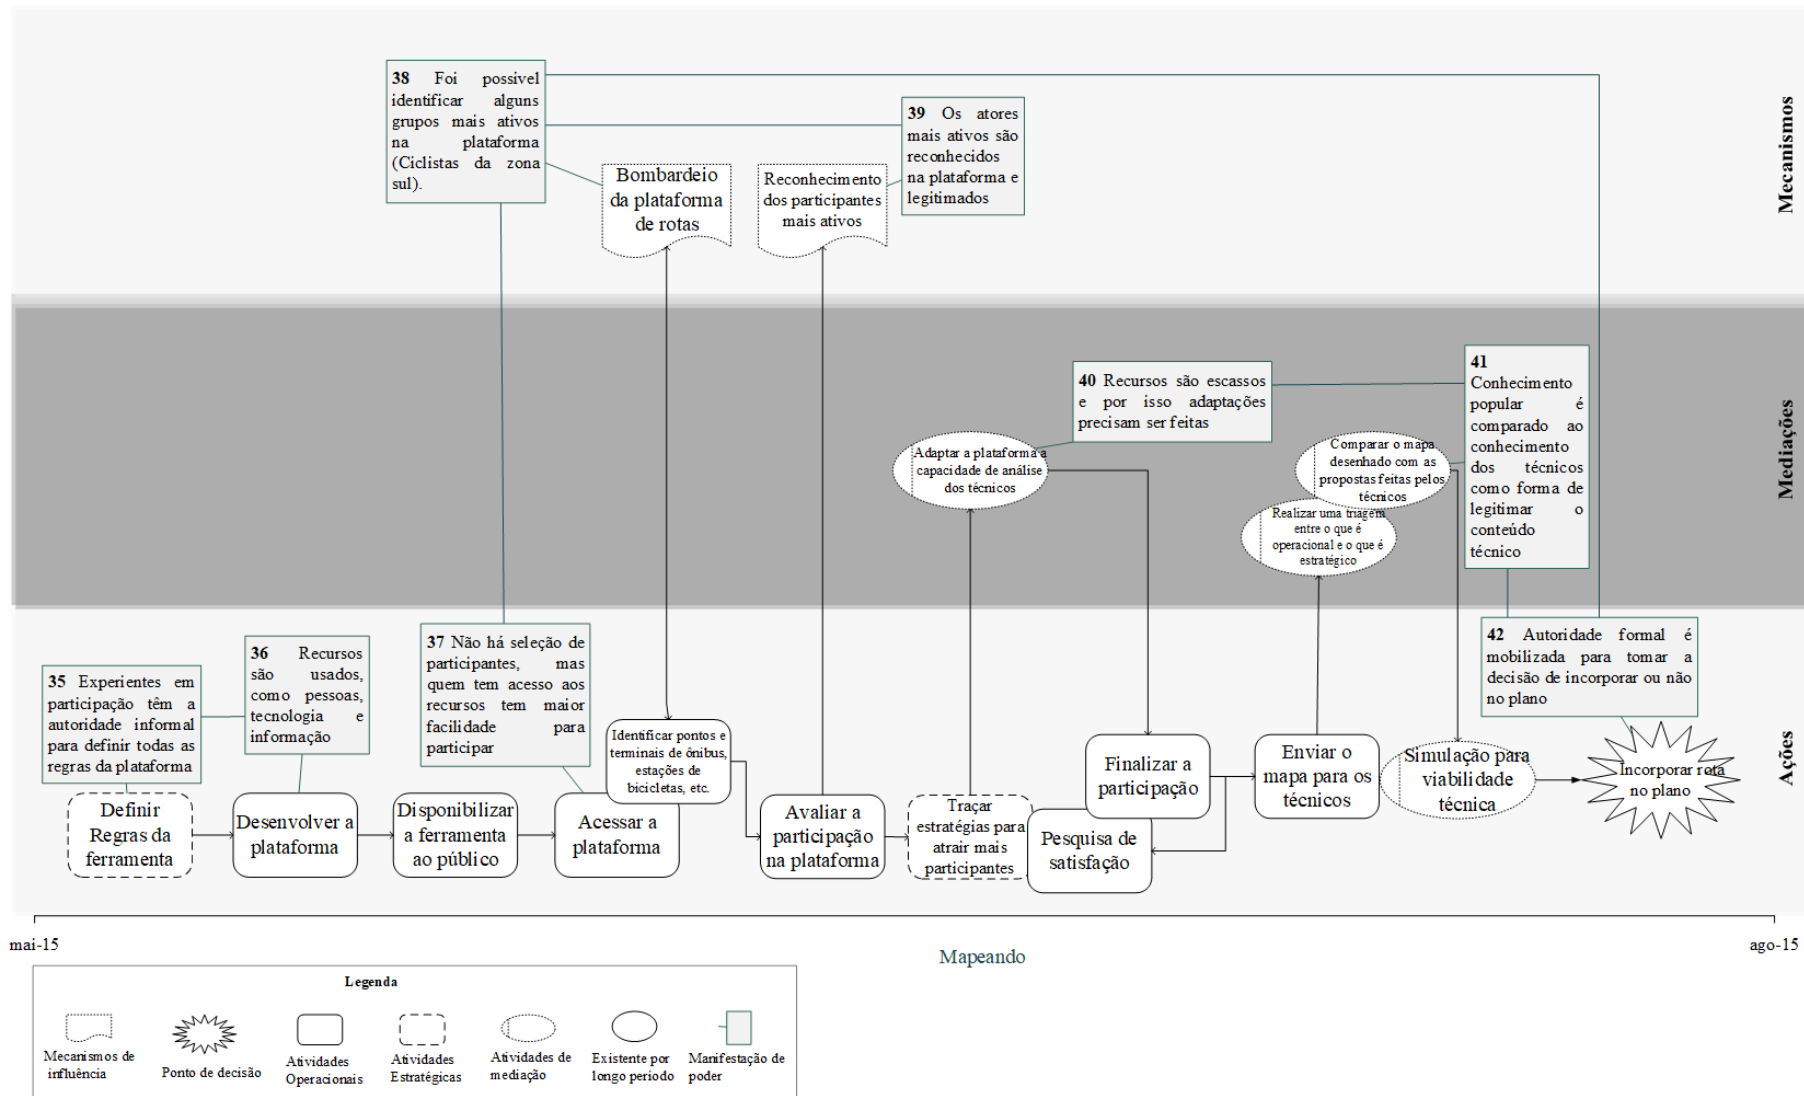 38 Foi possível
identificar alguns
grupos mais ativos
na plataforma
(Ciclistas da zona
sul).
39 Os atores
mais ativos são
reconhecidos
na plataforma e
legitimados
Bombardeio
da plataforma
de rotas
Reconhecimento
dos participantes
mais ativos
Mecanismos
40 Recursos são escassos
e por isso adaptações
precisam ser feitas
41
Conhecimento
popular é
comparado ao
conhecimento
dos técnicos
como forma de
legitimar o
conteúdo
técnico
Adaptar a plataforma a
capacidade de análise
dos técnicos
Comparar o mapa
desenhado com as
propostas feitas pelos
técnicos
Realizar uma triagem
entre o que é
operacional e o que é
estratégico
Mediações
35 Experientes em
participação têm a
autoridade informal
para definir todas as
regras da plataforma
36 Recursos
são usados,
como pessoas,
tecnologia e
informação
37 Não há seleção de
participantes, mas
quem tem acesso aos
recursos tem maior
facilidade para
participar
42 Autoridade formal é
mobilizada para tomar a
decisão de incorporar ou não
no plano
Definir
Regras da
ferramenta
Desenvolver a
plataforma
Disponibilizar
a ferramenta
ao público
Acessar a
plataforma
Identificar pontos e
terminais de ônibus,
estações de
bicicletas, etc.
Avaliar a
participação
na plataforma
Traçar
estratégias para
atrair mais
participantes
Pesquisa de
satisfação
Finalizar a
participação
Enviar o
mapa para os
técnicos
Simulação para
viabilidade
técnica
Incorporar rota
no plano
Ações
mai-15
Mapeando
ago-15
Legenda
Mecanismos de
influência
Ponto de decisão
Atividades
Operacionais
Atividades
Estratégicas
Atividades de
mediação
Existente por
longo período
Manifestação de
poder